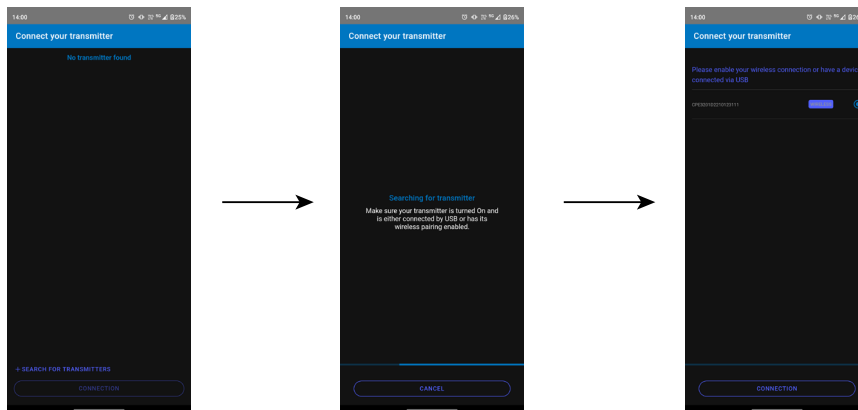 14:00
25%
Connect your transmitter
No transmitter found
+ SEARCH FOR TRANSMITTERS
CONNECTION
14:00
26%
Connect your transmitter
Searching for transmitter
Make sure your transmitter is turned On and
is either connected by USB or has its
wireless pairing enabled.
CANCEL
14:00
Connect your transmitter
Please enable your wireless connection or have a devic
connected via USB
WIRELESS
CONNECTION